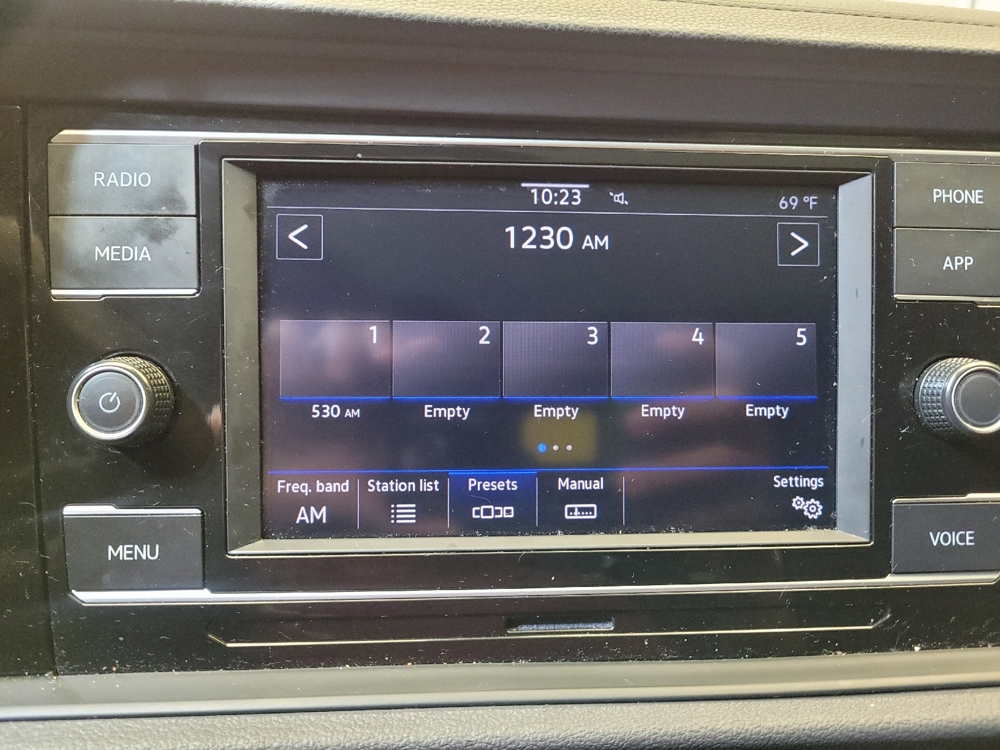 RADIO
MEDIA
MENU
10:23
69 °F
<
1230 AM
>
1 2 3 4 5
530 AM Empty Empty Empty Empty
Freq. band Station list Presets Manual Settings
AM
PHONE
APP
VOICE